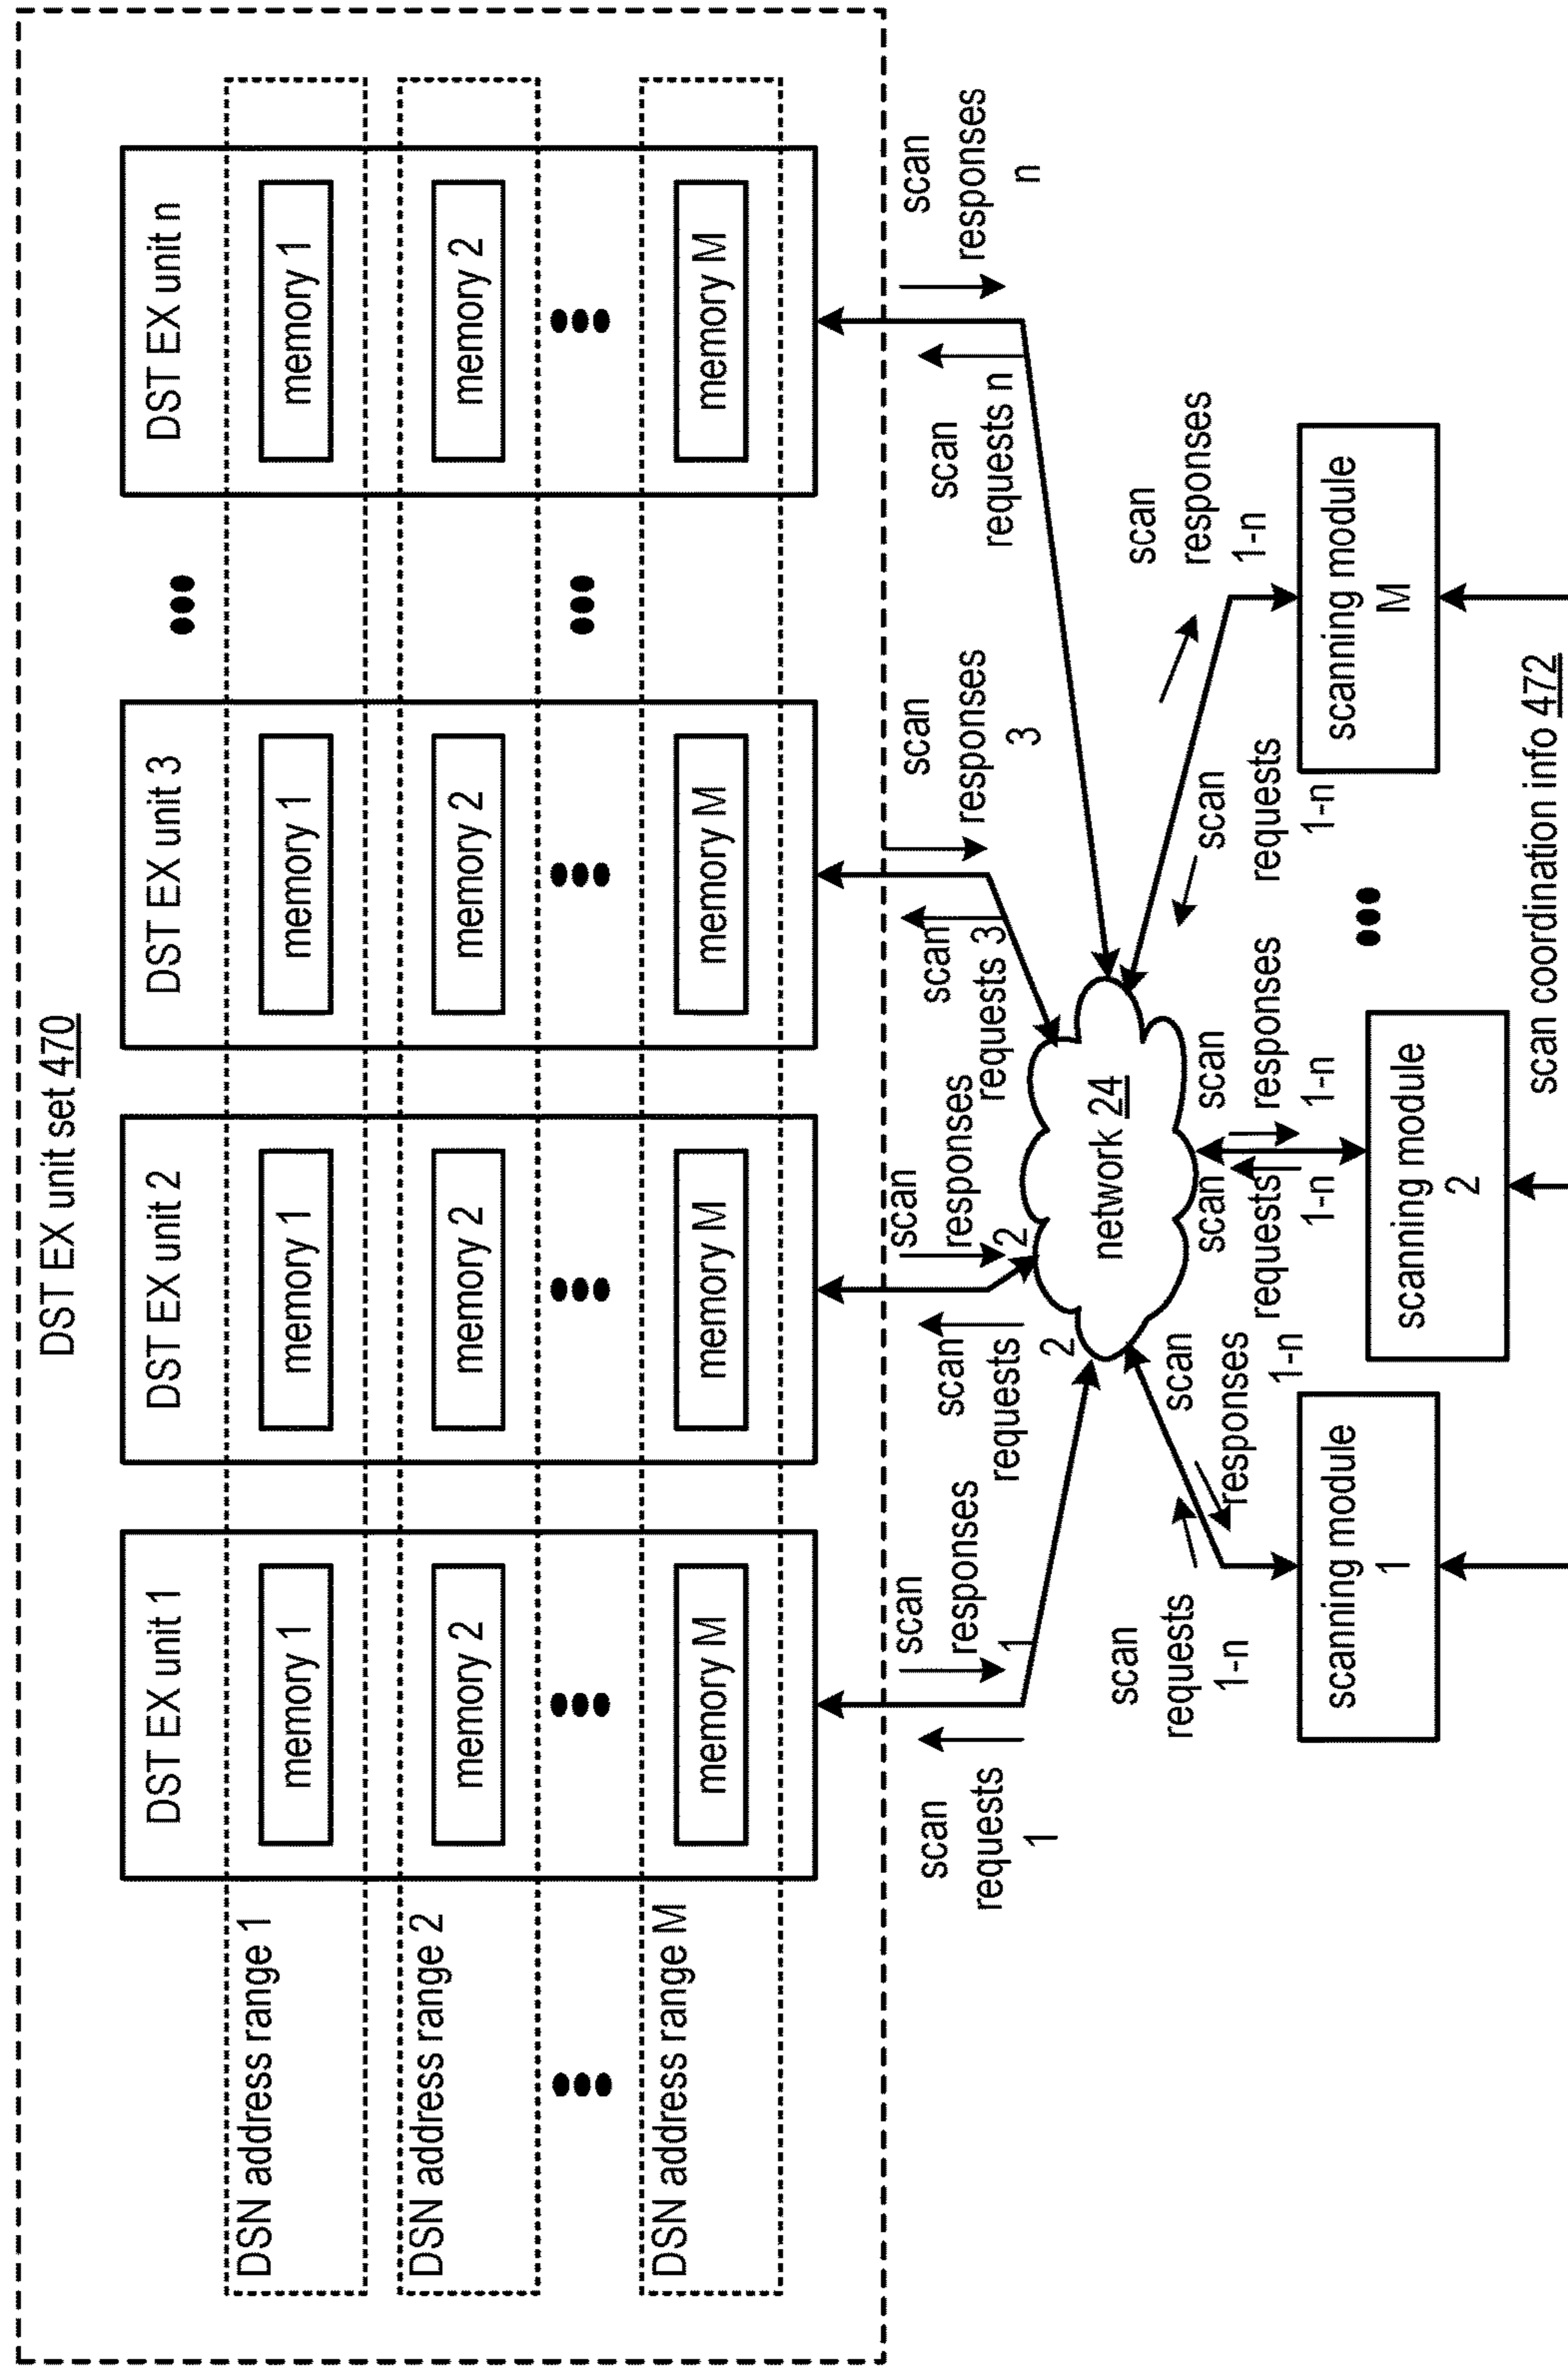 DST EX unit set 470
DST EX unit 1
DST EX unit 2
DST EX unit 3
DST EX unit n
DSN address range 1
memory 1
memory 1
memory 1
memory 1
DSN address range 2
memory 2
memory 2
memory 2
memory 2
DSN address range M
memory M
memory M
memory M
memory M
scan
requests
1
scan
responses
1
scan
requests
2
scan
responses
2
scan
requests 3
scan
responses
3
scan
requests n
scan
responses
n
network 24
scan
requests
1-n
scan
responses
1-n
scan
requests
1-n
scan
responses
1-n
scan
requests
1-n
scan
responses
1-n
scanning module
1
scanning module
2
scanning module
M
scan coordination info 472